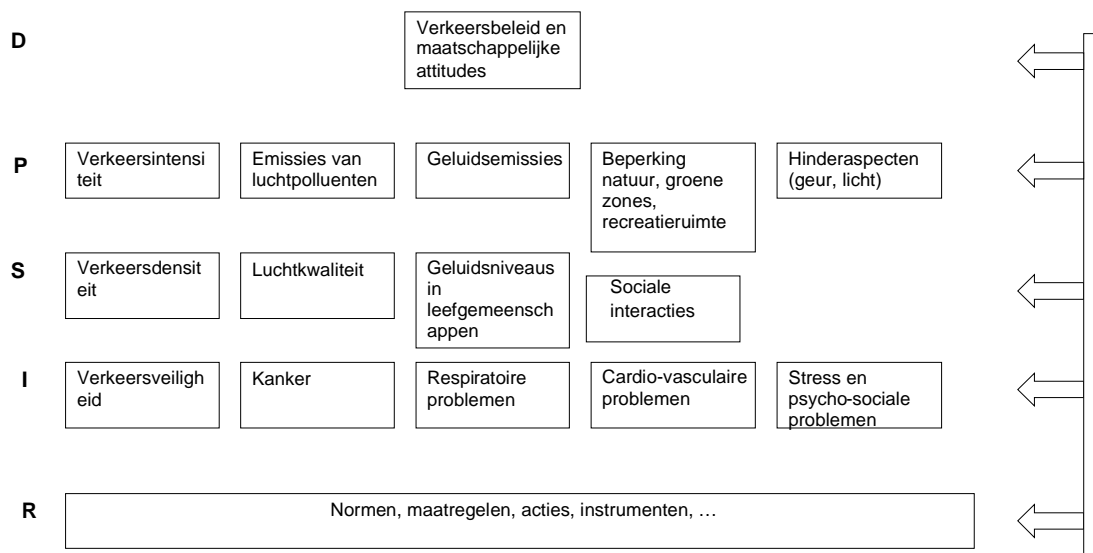 D
Verkeersbeleid en
maatschappelijke
attitudes
P
Verkeersintensi
teit
Emissies van
luchtpolluenten
Geluidsemissies
Beperking
natuur, groene
zones,
recreatieruimte
Hinderaspecten
(geur, licht)
S
Verkeersdensit
eit
Luchtkwaliteit
Geluidsniveaus
in
leefgemeensch
appen
Sociale
interacties
I
Verkeersveiligh
eid
Kanker
Respiratoire
problemen
Cardio-vasculaire
problemen
Stress en
psycho-sociale
problemen
R
Normen, maatregelen, acties, instrumenten, …